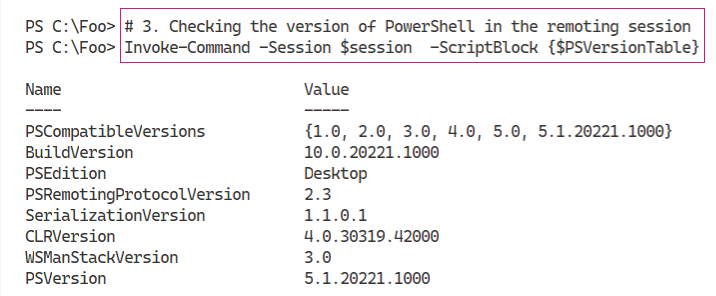 PS C:\Foo> # 3. Checking the version of PowerShell in the remoting session
PS C:\Foo> Invoke-Command -Session $session  -ScriptBlock {$PSVersionTable}
Name                           Value
----                           -----
PSCompatibleVersions           {1.0, 2.0, 3.0, 4.0, 5.0, 5.1.20221.1000}
BuildVersion                   10.0.20221.1000
PSEdition                      Desktop
PSRemotingProtocolVersion      2.3
SerializationVersion           1.1.0.1
CLRVersion                     4.0.30319.42000
WSManStackVersion              3.0
PSVersion                      5.1.20221.1000